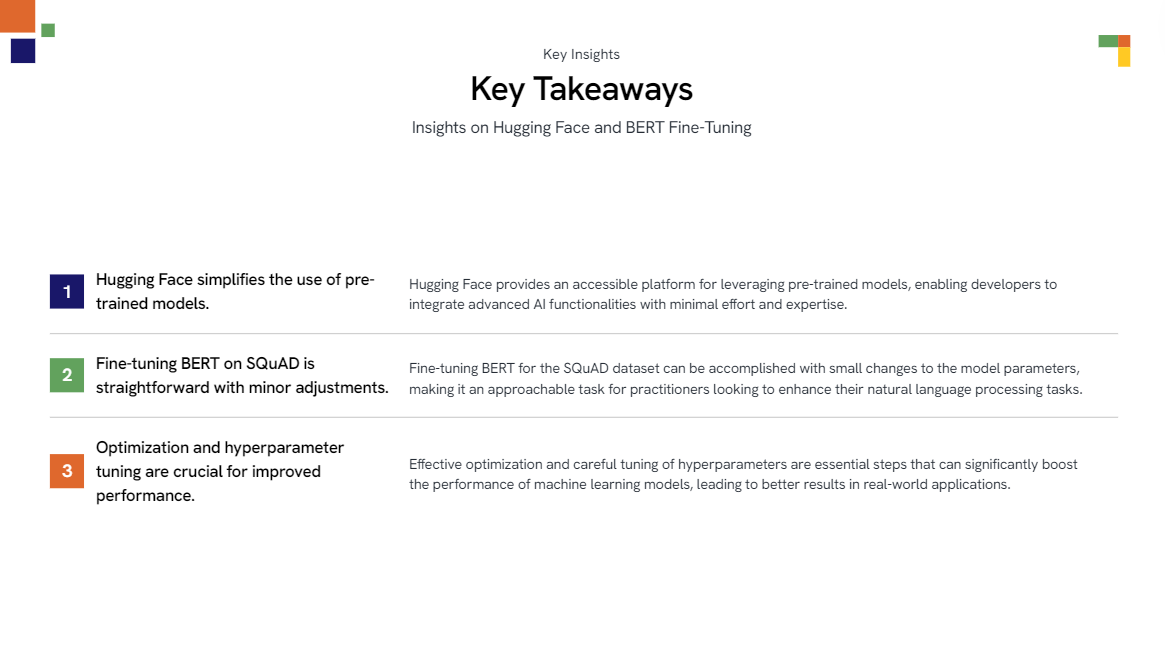 Key Insights
Key Takeaways
Insights on Hugging Face and BERT Fine-Tuning
1
Hugging Face simplifies the use of pre-
trained models.
Hugging Face provides an accessible platform for leveraging pre-trained models, enabling developers to
integrate advanced AI functionalities with minimal effort and expertise.
2
Fine-tuning BERT on SQuAD is
straightforward with minor adjustments.
Fine-tuning BERT for the SQuAD dataset can be accomplished with small changes to the model parameters,
making it an approachable task for practitioners looking to enhance their natural language processing tasks.
3
Optimization and hyperparameter
tuning are crucial for improved
performance.
Effective optimization and careful tuning of hyperparameters are essential steps that can significantly boost
the performance of machine learning models, leading to better results in real-world applications.